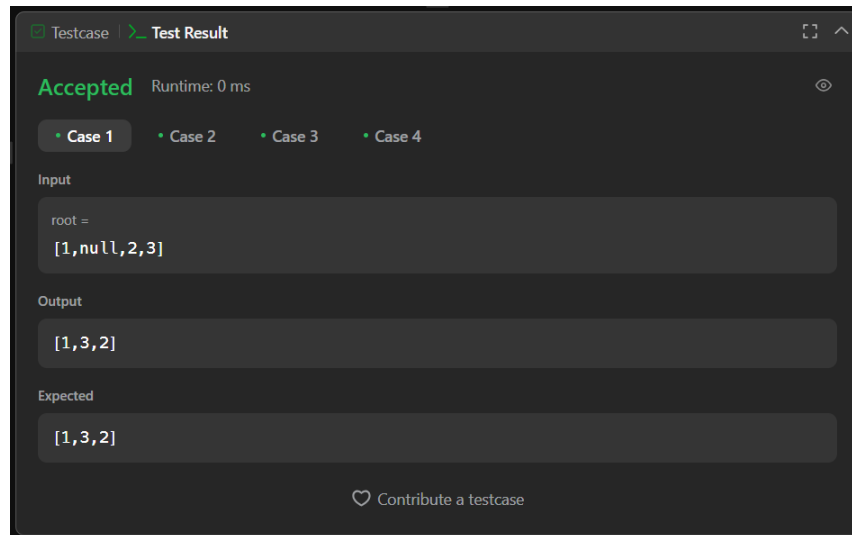 Testcase Test Result
Accepted Runtime: 0 ms
Case 1 Case 2 Case 3 Case 4
Input
root =
[1,null,2,3]
Output
[1,3,2]
Expected
[1,3,2]
Contribute a testcase